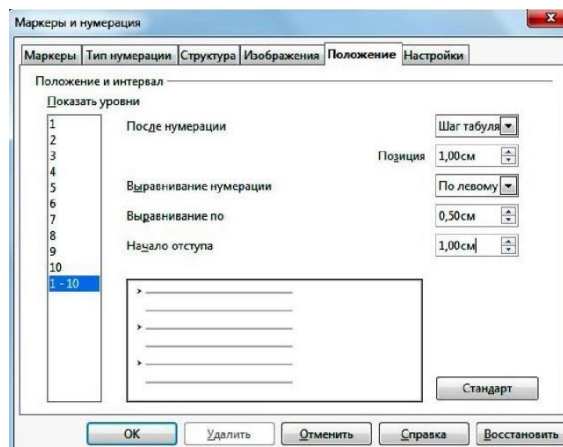 Маркеры и нумерация
x
Маркеры Тип нумерации Структура Изображения Положение Настройки
Положение и интервал
Показать уровни
1
2
3
4
5
6
7
8
9
10
1 - 10
После нумерации Шаг табуля
Позиция 1,00см
Выравнивание нумерации По левому
Выравнивание по 0,50см
Начало отступа 1,00см
Стандарт
OK Удалить Отменить Справка Восстановить